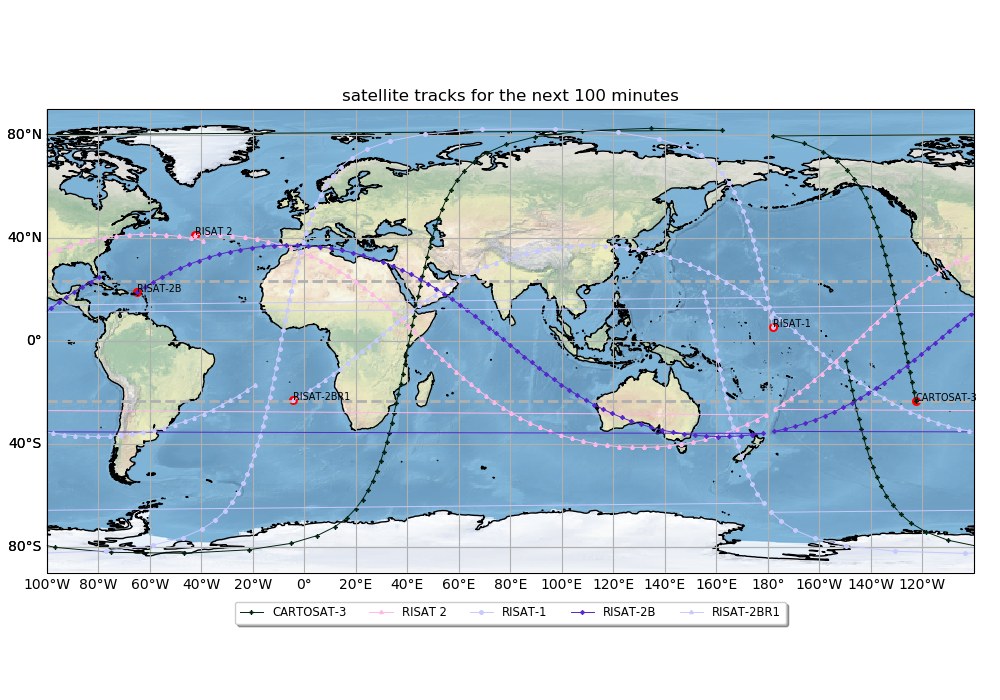 satellite tracks for the next 100 minutes
80°N
40°N
0°
40°S
80°S
RISAT 2
RISAT-2B
RISAT-1
RISAT-2BR1
CARTOSAT-3
100°W 80°W 60°W 40°W 20°W 0° 20°E 40°E 60°E 80°E 100°E 120°E 140°E 160°E 180° 160°W 140°W 120°W
CARTOSAT-3 RISAT 2 RISAT-1 RISAT-2B RISAT-2BR1